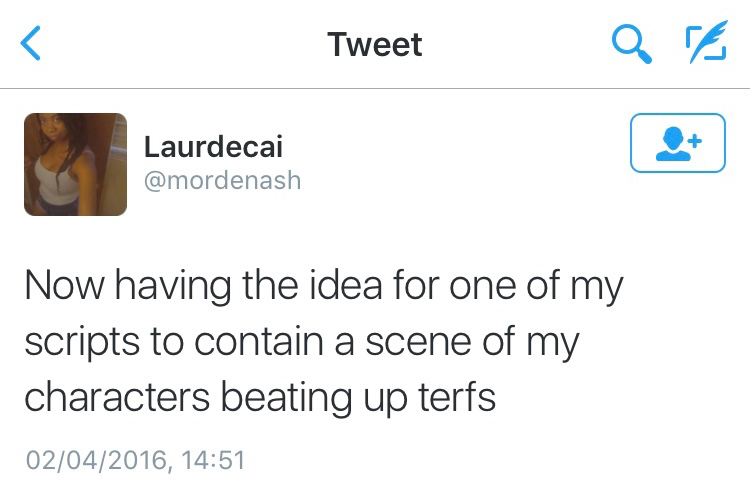 Tweet
Laurdecai
@mordenash
Now having the idea for one of my
scripts to contain a scene of my
characters beating up terfs
02/04/2016, 14:51